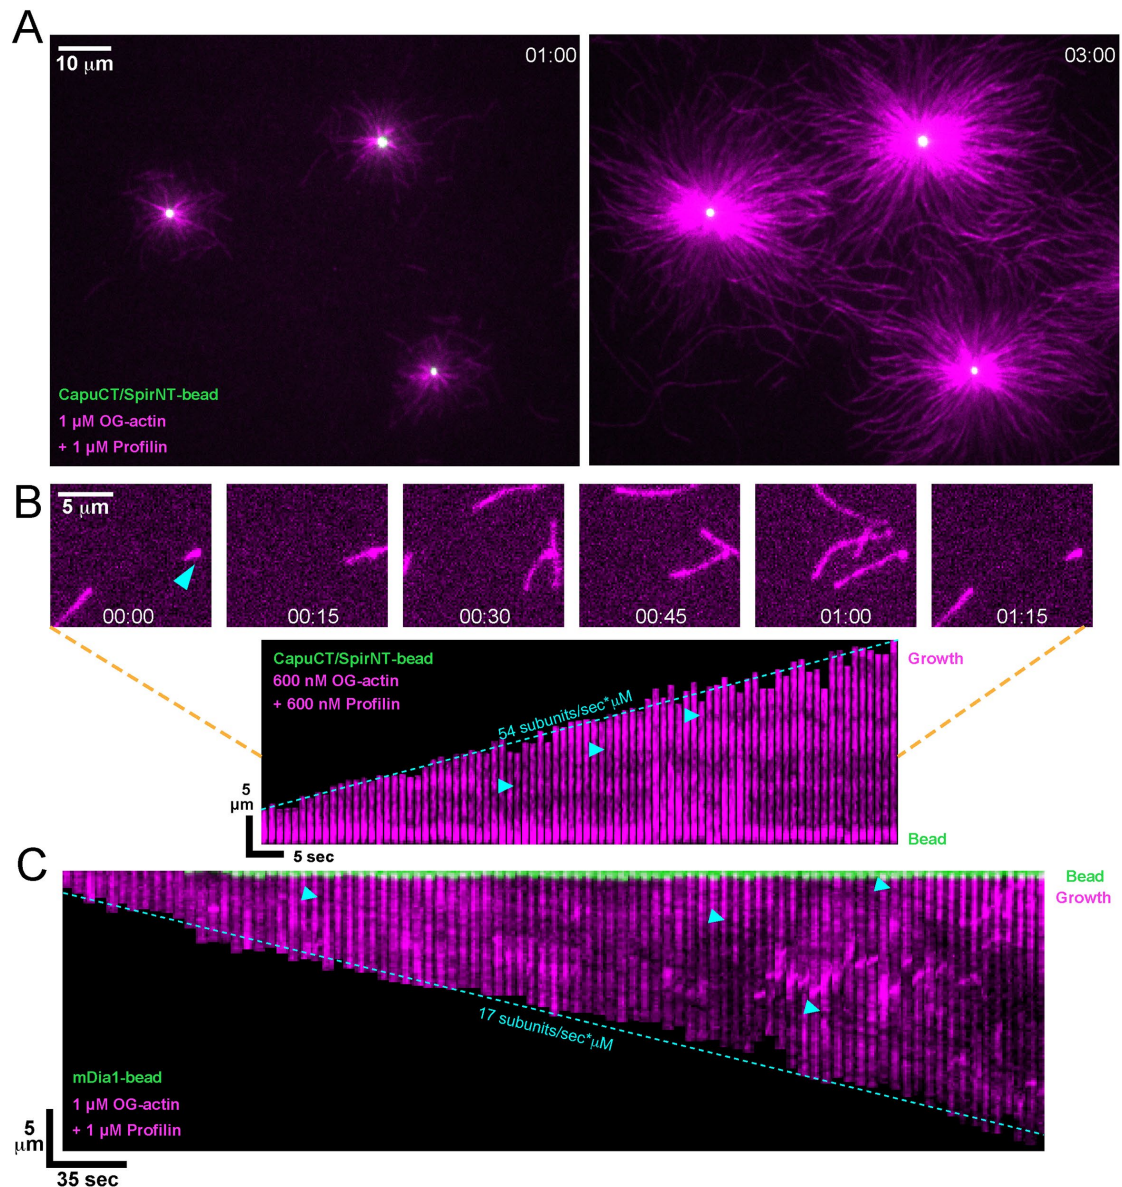 A
10 μm
01:00
03:00
CapuCT/SpirNT-bead
1 μM OG-actin
+ 1 μM Profilin
B
5 μm
00:00
00:15
00:30
00:45
01:00
01:15
CapuCT/SpirNT-bead
600 nM OG-actin
+ 600 nM Profilin
54 subunits/sec*μM
Growth
Bead
5
μm
5 sec
C
Bead
Growth
17 subunits/sec*μM
mDia1-bead
1 μM OG-actin
+ 1 μM Profilin
5
μm
35 sec